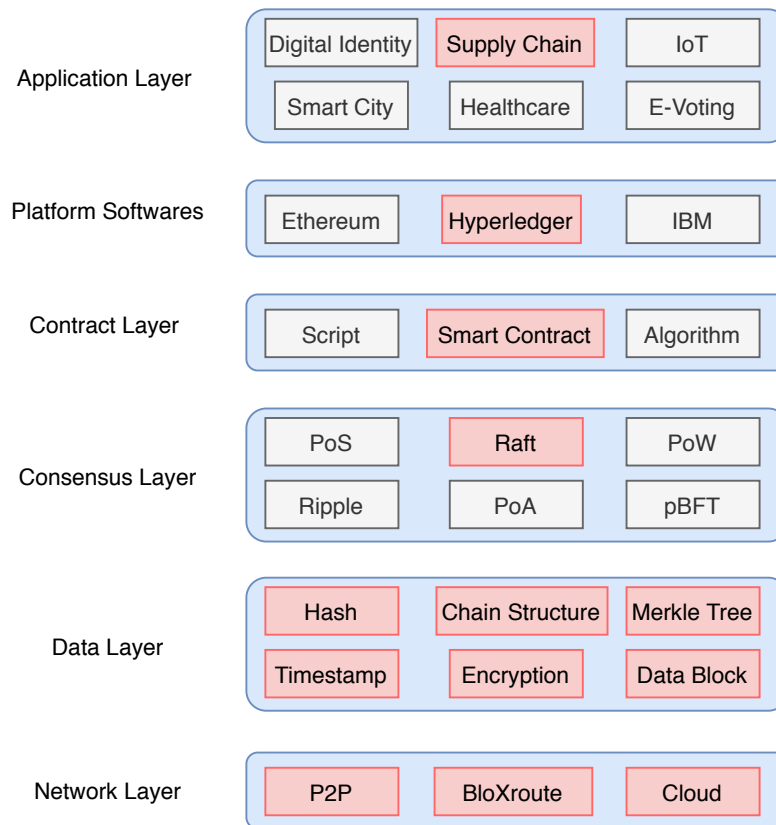 Digital Identity Supply Chain IoT
Application Layer
Smart City Healthcare E-Voting
Platform Softwares
Ethereum Hyperledger IBM
Contract Layer
Script Smart Contract Algorithm
PoS Raft PoW
Consensus Layer
Ripple PoA pBFT
Hash Chain Structure Merkle Tree
Data Layer
Timestamp Encryption Data Block
Network Layer
P2P BloXroute Cloud